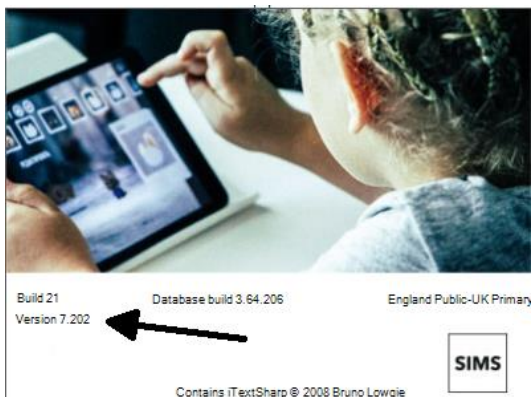 Build 21
Database build 3.64.206
England Public-UK Primary
Version 7.202
SIMS
Contains iTextSharp © 2008 Bruno Lowgie